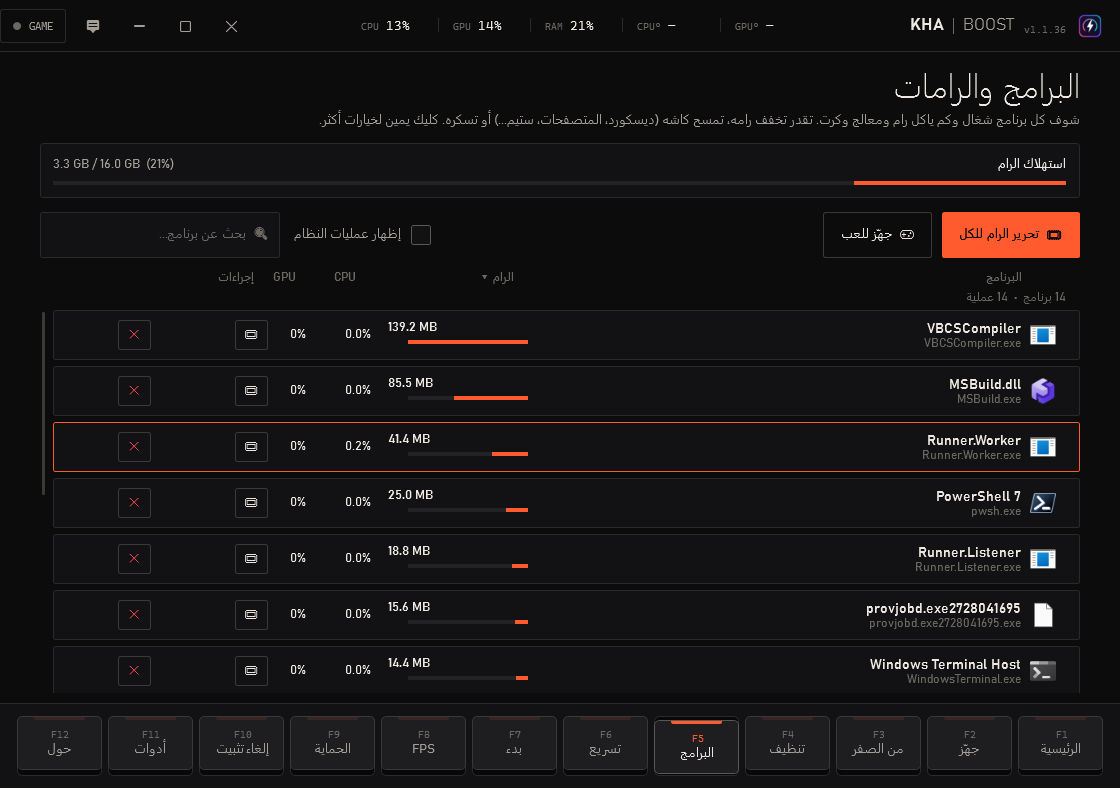 GAME
CPU 13%
GPU 14%
RAM 21%
CPU° —
GPU° —
KHA | BOOST v1.1.36
البرامج والرامات
شوف كل برنامج شغال وكم ياكل رام ومعالج وكرت. تقدر تخفف رامه، تمسح كاشه (ديسكورد، المتصفحات، ستيم...) أو تسكره. كليك يمين لخيارات أكثر.
استهلاك الرام
3.3 GB / 16.0 GB (21%)
تحرير الرام للكل
جهّز للعب
إظهار عمليات النظام
بحث عن برنامج...
البرنامج
الرام ▾
CPU
GPU
إجراءات
14 برنامج • 14 عملية
VBCSCompiler
VBCSCompiler.exe
139.2 MB
0.0%
0%
MSBuild.dll
MSBuild.exe
85.5 MB
0.0%
0%
Runner.Worker
Runner.Worker.exe
41.4 MB
0.2%
0%
PowerShell 7
pwsh.exe
25.0 MB
0.0%
0%
Runner.Listener
Runner.Listener.exe
18.8 MB
0.0%
0%
provjobd.exe2728041695
provjobd.exe2728041695.exe
15.6 MB
0.0%
0%
Windows Terminal Host
WindowsTerminal.exe
14.4 MB
0.0%
0%
F1
الرئيسية
F2
جهّز
F3
من الصفر
F4
تنظيف
F5
البرامج
F6
تسريع
F7
بدء
F8
FPS
F9
الحماية
F10
إلغاء تثبيت
F11
أدوات
F12
حول